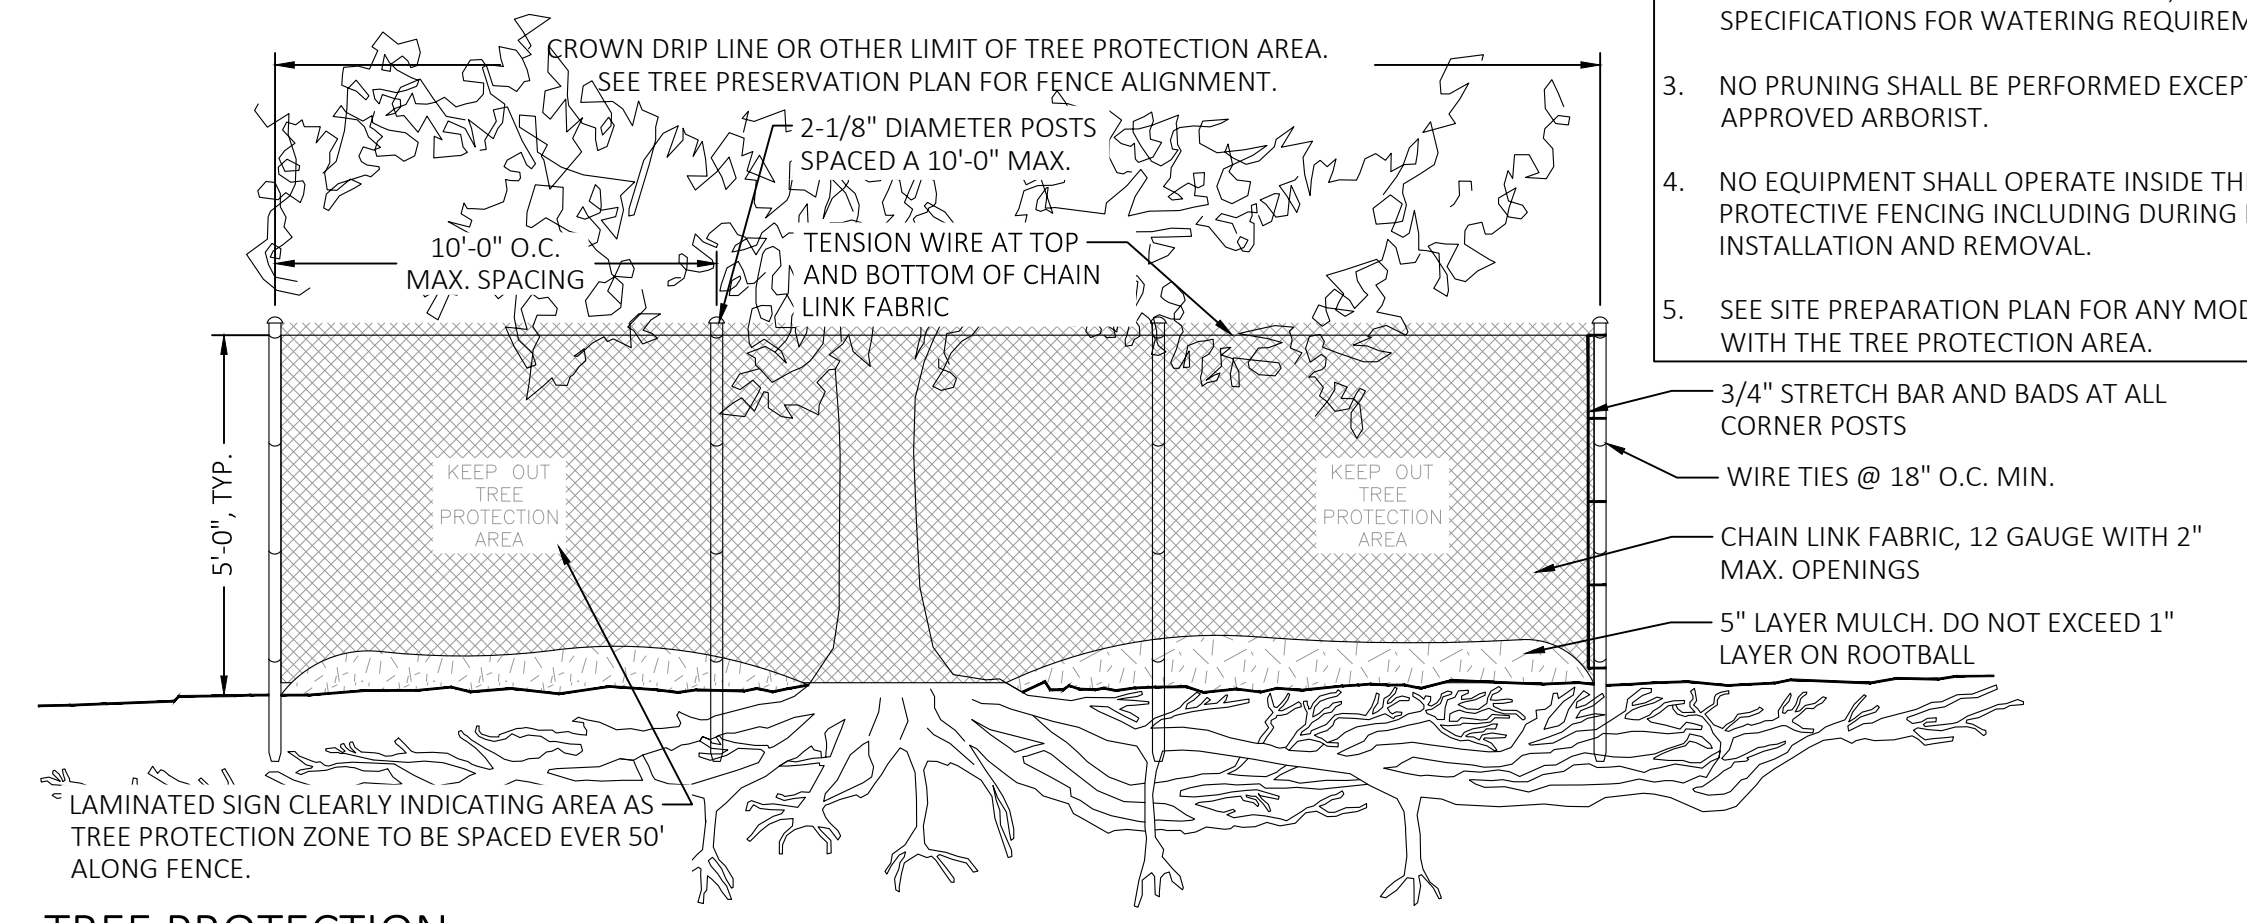 CROWN DRIP LINE OR OTHER LIMIT OF TREE PROTECTION AREA.
SEE TREE PRESERVATION PLAN FOR FENCE ALIGNMENT.
2-1/8" DIAMETER POSTS
SPACED A 10'-0" MAX.
10'-0" O.C.
MAX. SPACING
TENSION WIRE AT TOP
AND BOTTOM OF CHAIN
LINK FABRIC
5'-0", TYP.
KEEP OUT
TREE
PROTECTION
AREA
KEEP OUT
TREE
PROTECTION
AREA
SPECIFICATIONS FOR WATERING
3. NO PRUNING SHALL BE PERFORMED EXCEPT
APPROVED ARBORIST.
4. NO EQUIPMENT SHALL OPERATE INSIDE
PROTECTIVE FENCING INCLUDING DURING
INSTALLATION AND REMOVAL.
5. SEE SITE PREPARATION PLAN FOR ANY
WITH THE TREE PROTECTION AREA.
3/4" STRETCH BAR AND BADS AT ALL
CORNER POSTS
WIRE TIES @ 18" O.C. MIN.
CHAIN LINK FABRIC, 12 GAUGE WITH 2"
MAX. OPENINGS
5" LAYER MULCH. DO NOT EXCEED 1"
LAYER ON ROOTBALL
LAMINATED SIGN CLEARLY INDICATING AREA AS
TREE PROTECTION ZONE TO BE SPACED EVER 50'
ALONG FENCE.
TREE PROTECTION